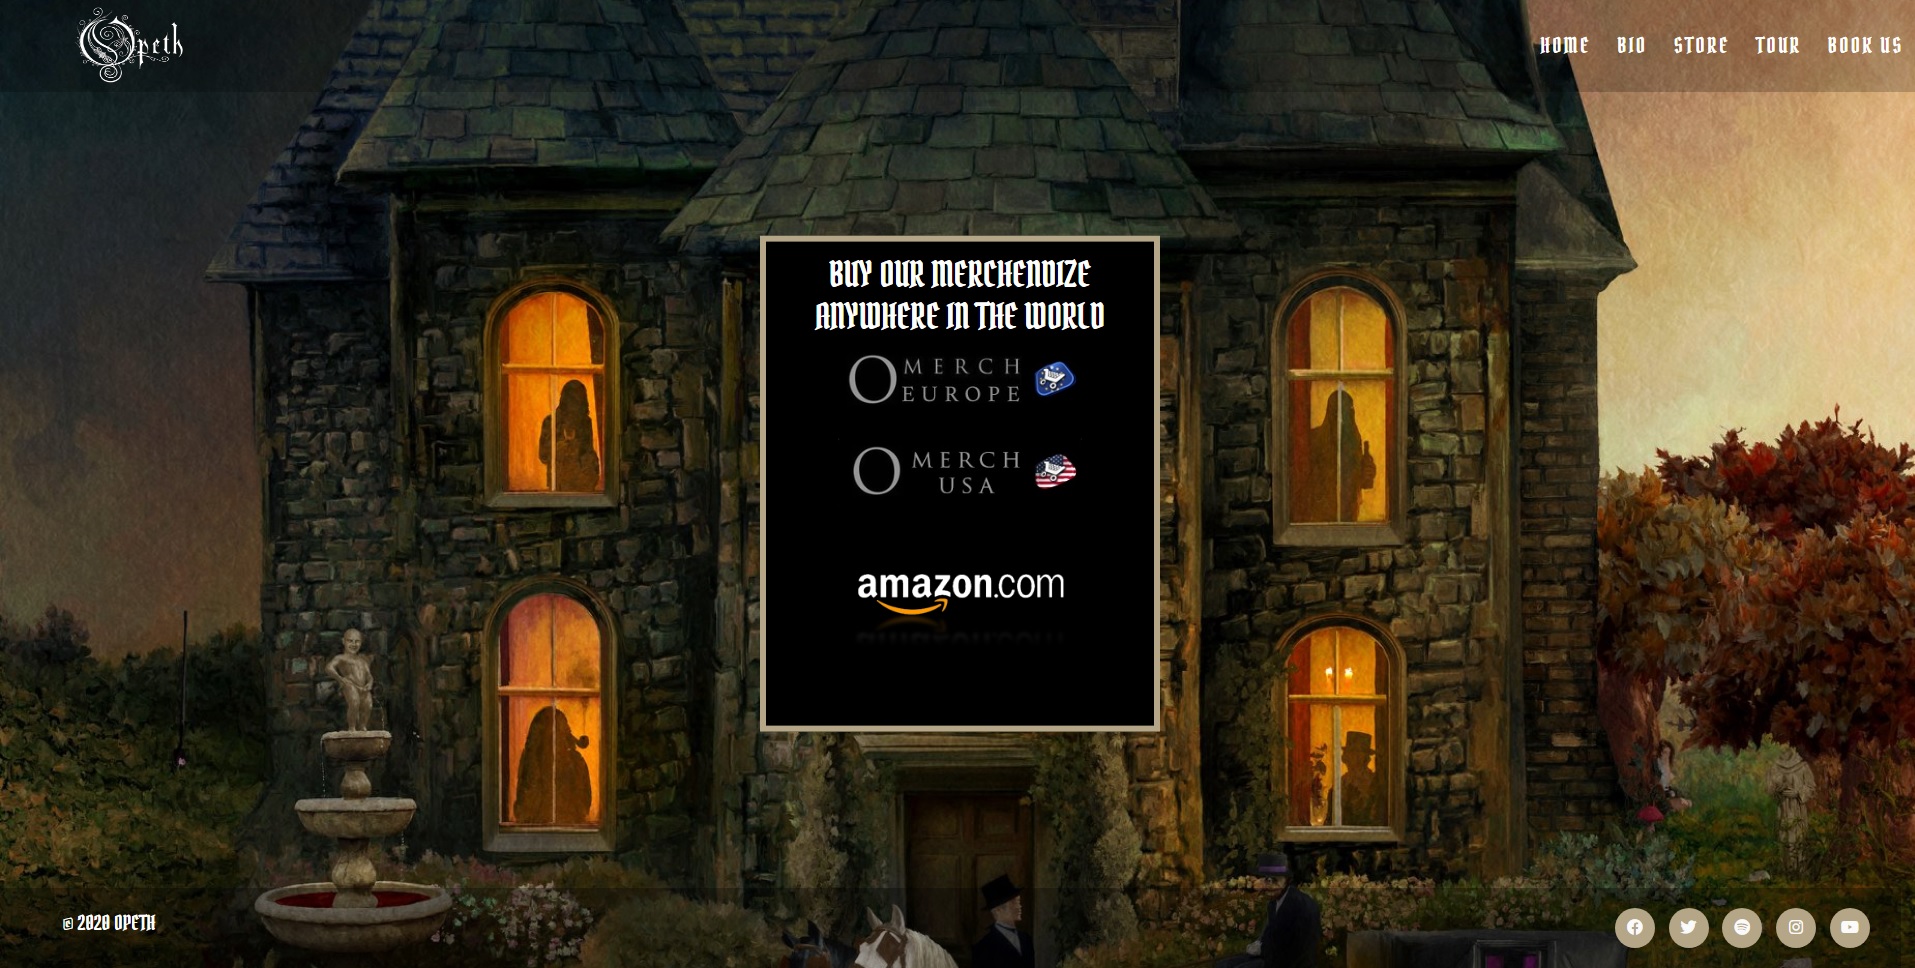 Opeth
HOME BIO STORE TOUR BOOK US
BUY OUR MERCHENDIZE
ANYWHERE IN THE WORLD
O MERCH
EUROPE
O MERCH
USA
amazon.com
© 2020 OPETH